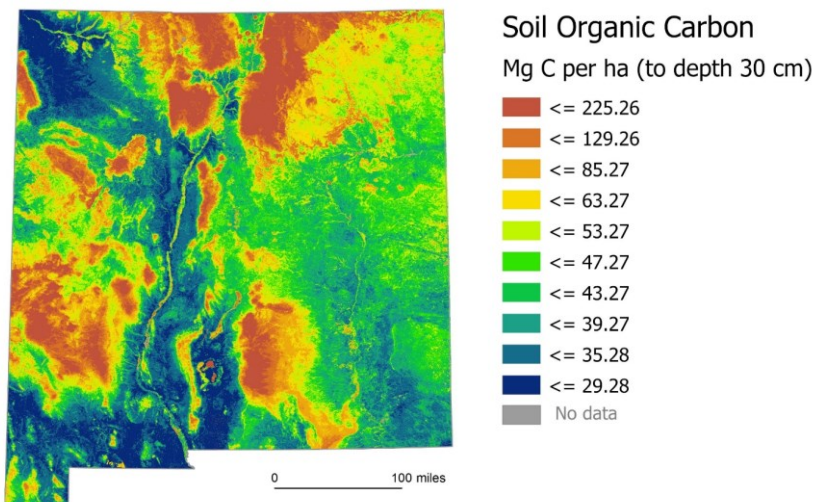 Soil Organic Carbon
Mg C per ha (to depth 30 cm)
<= 225.26
<= 129.26
<= 85.27
<= 63.27
<= 53.27
<= 47.27
<= 43.27
<= 39.27
<= 35.28
<= 29.28
No data
0 100 miles